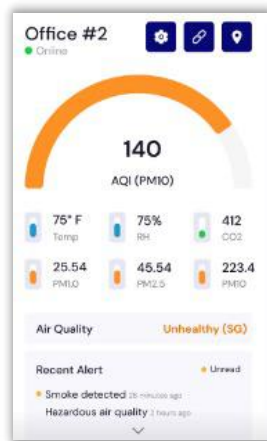 Office #2
Online
140
AQI (PM10)
75° F
Temp
75%
RH
412
CO2
25.54
PM1.0
45.54
PM2.5
223.4
PM10
Air Quality Unhealthy (SG)
Recent Alert Unread
Smoke detected 28 minutes ago
Hazardous air quality 2 hours ago